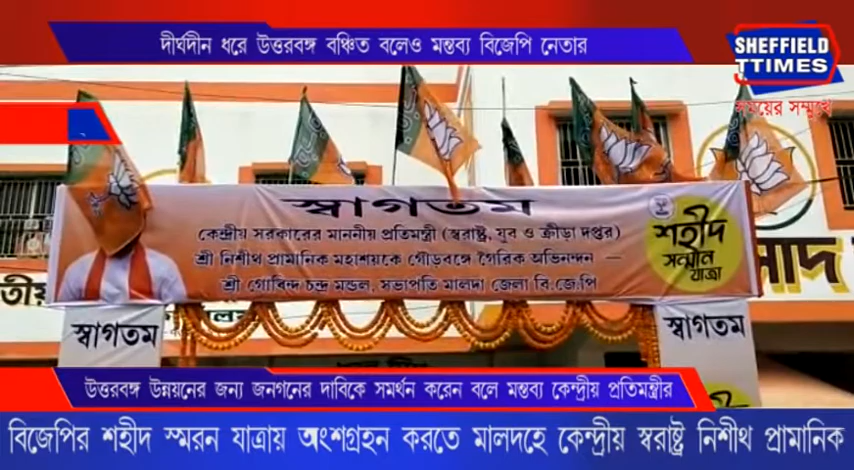 দীর্ঘদীন ধরে উত্তরবঙ্গ বঞ্চিত বলেও মন্তব্য বিজেপি নেতার
SHEFFIELD
TTIMES
সময়ের সম্মুখে
স্বাগতম
কেন্দ্রীয় সরকারের মাননীয় প্রতিমন্ত্রী (স্বরাষ্ট্র, যুব ও ক্রীড়া দপ্তর)
শ্রী নিশীথ প্রামানিক মহাশয়কে গৌড়বঙ্গে গৈরিক অভিনন্দন —
শ্রী গোবিন্দ চন্দ্র মন্ডল, সভাপতি মালদা জেলা বি.জে.পি
শহীদ
সম্মান
যাত্রা
স্বাগতম
স্বাগতম
উত্তরবঙ্গ উন্নয়নের জন্য জনগনের দাবিকে সমর্থন করেন বলে মন্তব্য কেন্দ্রীয় প্রতিমন্ত্রীর
বিজেপির শহীদ স্মরন যাত্রায় অংশগ্রহন করতে মালদহে কেন্দ্রীয় স্বরাষ্ট্র নিশীথ প্রামানিক